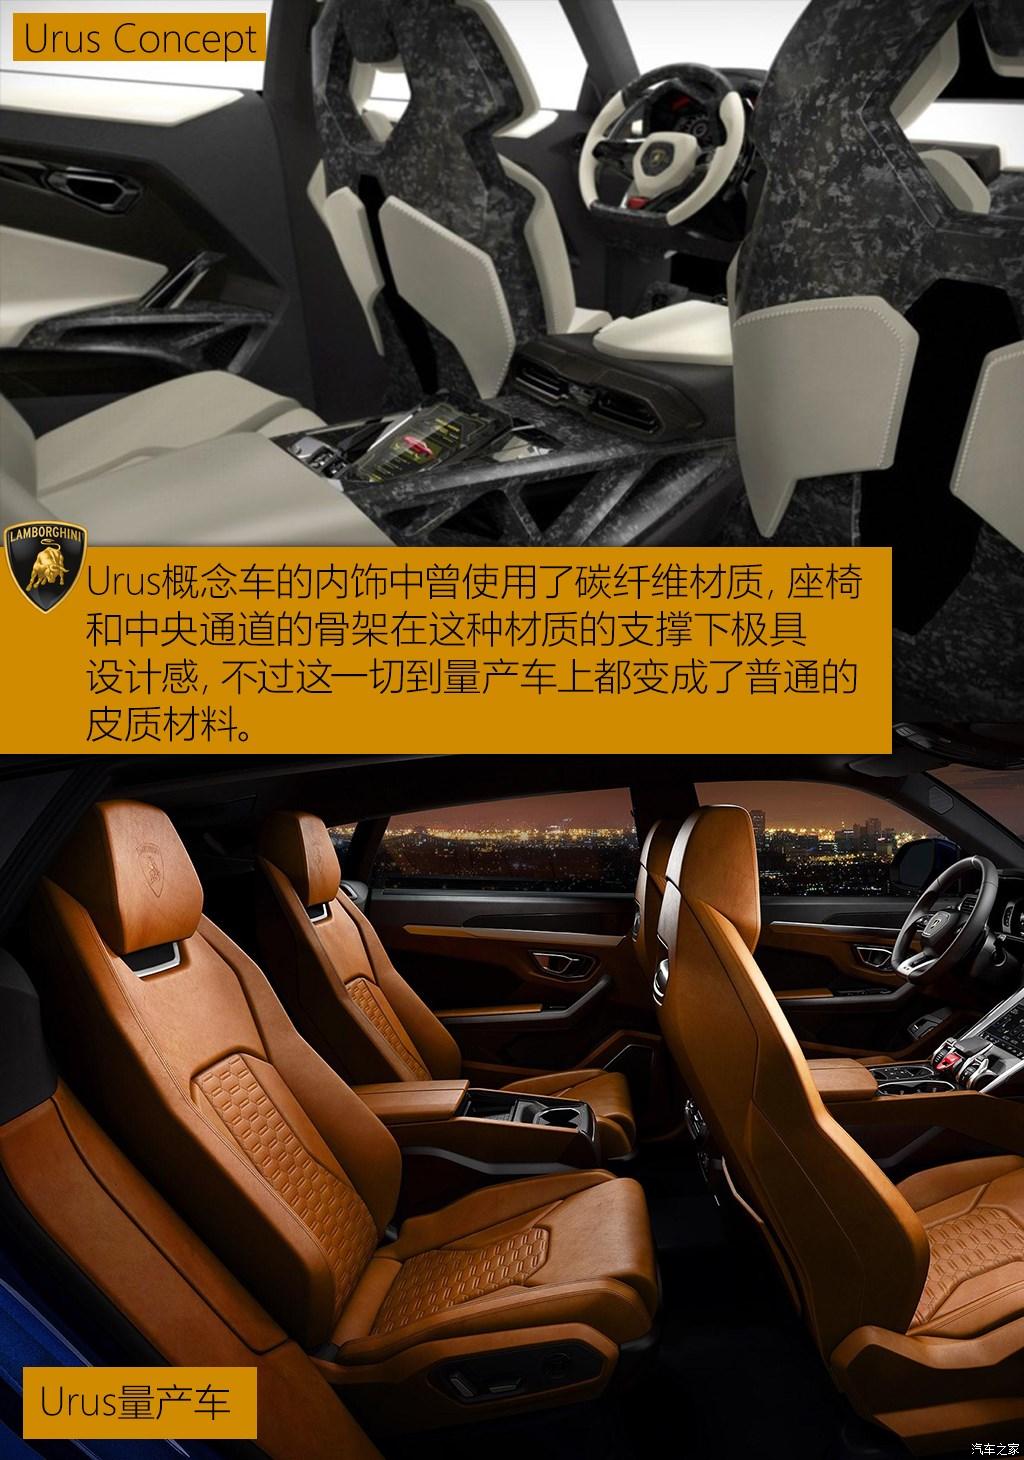 Urus Concept
LAMBORGHINI
Urus概念车的内饰中曾使用了碳纤维材质, 座椅
和中央通道的骨架在这种材质的支撑下极具
设计感, 不过这一切到量产车上都变成了普通的
皮质材料。
Urus量产车
汽车之家